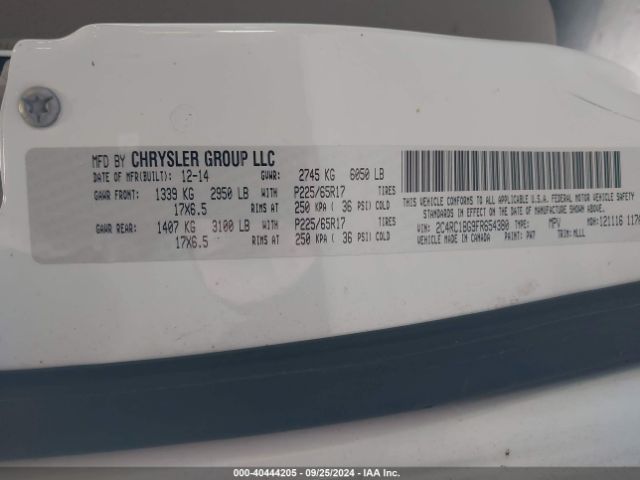 MFD BY CHRYSLER GROUP LLC
DATE OF MFR(BUILT): 12-14 GVWR: 2745 KG 6050 LB
GAWR FRONT: 1339 KG 2950 LB WITH P225/65R17 TIRES
17X6.5 RIMS AT 250 KPA ( 36 PSI) COLD
GAWR REAR: 1407 KG 3100 LB WITH P225/65R17 TIRES
17X6.5 RIMS AT 250 KPA ( 36 PSI) COLD
THIS VEHICLE CONFORMS TO ALL APPLICABLE U.S.A. FEDERAL MOTOR VEHICLE SAFETY
STANDARDS IN EFFECT ON THE DATE OF MANUFACTURE SHOWN ABOVE.
VIN: 2C4RC1BG9FR654380 TYPE: MPV MDH: 121116
VEHICLE MADE IN CANADA PAINT: PW7 TRIM: MLLL
000-40444205 - 09/25/2024 - IAA Inc.